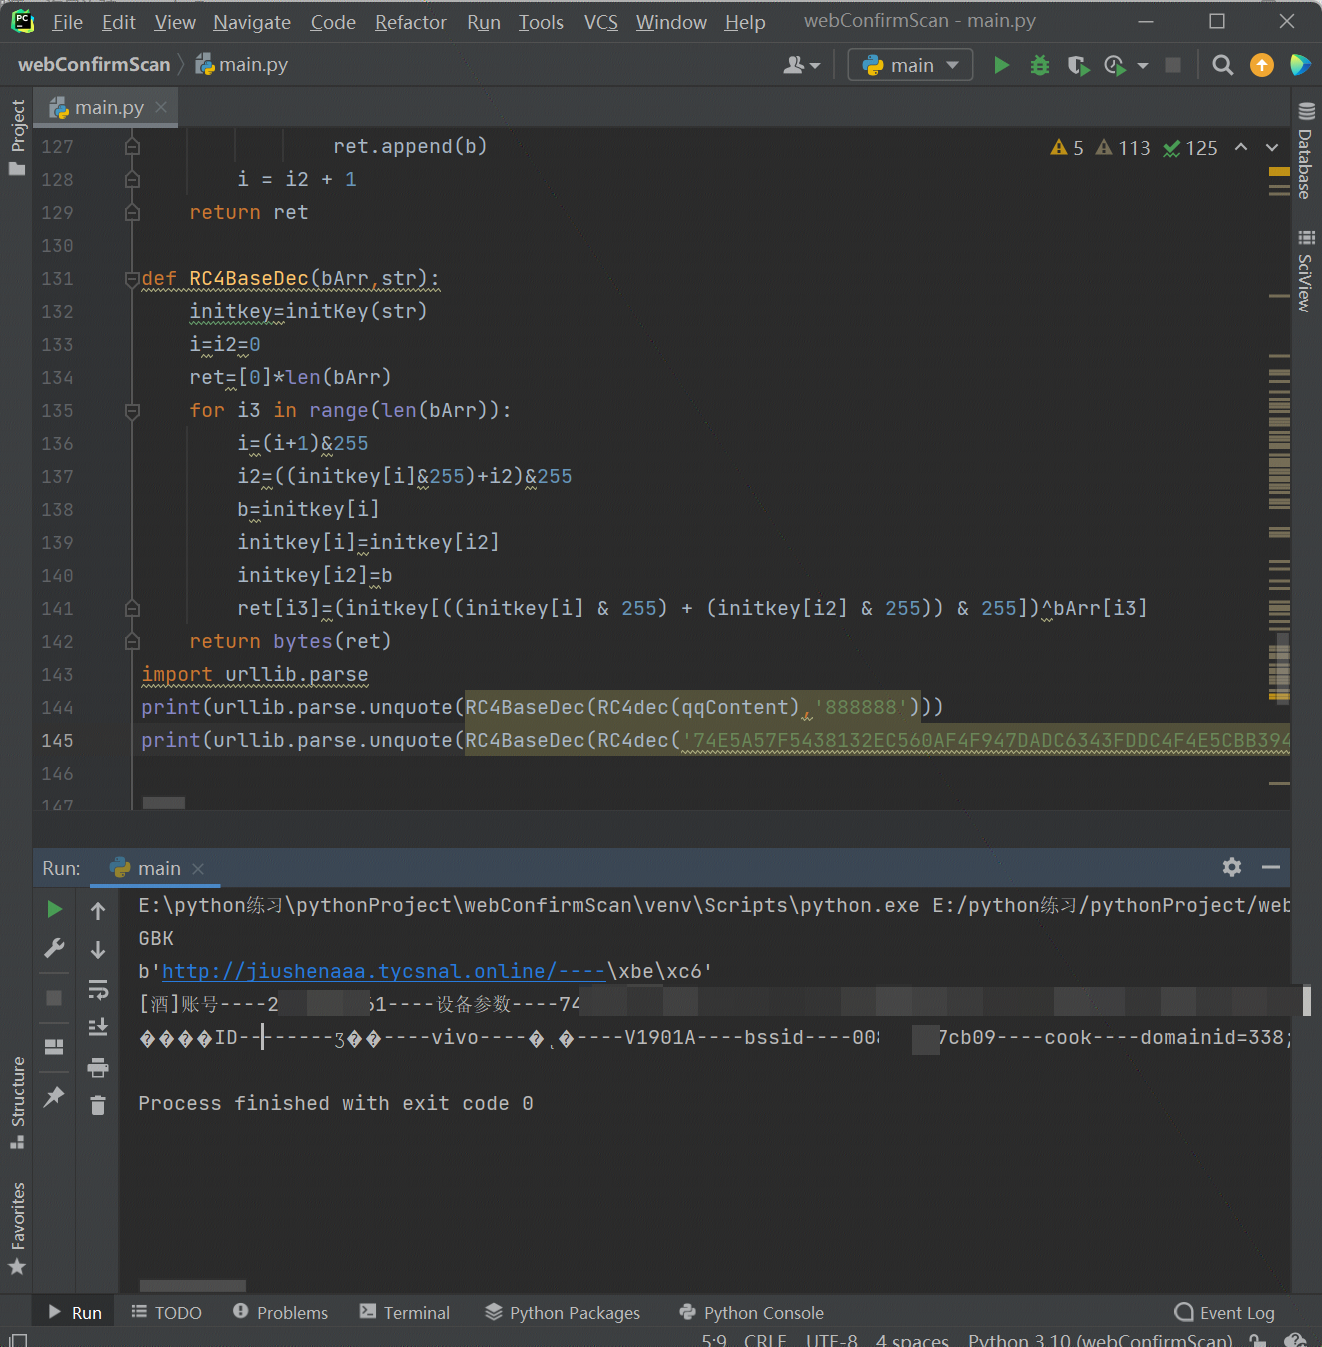 File Edit View Navigate Code Refactor Run Tools VCS Window Help webConfirmScan - main.py
webConfirmScan main.py main
main.py
Project
Database
SciView
5 113 125
127 ret.append(b)
128 i = i2 + 1
129 return ret
130
131 def RC4BaseDec(bArr,str):
132 initkey=initKey(str)
133 i=i2=0
134 ret=[0]*len(bArr)
135 for i3 in range(len(bArr)):
136 i=(i+1)&255
137 i2=((initkey[i]&255)+i2)&255
138 b=initkey[i]
139 initkey[i]=initkey[i2]
140 initkey[i2]=b
141 ret[i3]=(initkey[((initkey[i] & 255) + (initkey[i2] & 255)) & 255])^bArr[i3]
142 return bytes(ret)
143 import urllib.parse
144 print(urllib.parse.unquote(RC4BaseDec(RC4dec(qqContent),'888888')))
145 print(urllib.parse.unquote(RC4BaseDec(RC4dec('74E5A57F5438132EC560AF4F947DADC6343FDDC4F4E5CBB394
146
147
Run: main
E:\python练习\pythonProject\webConfirmScan\venv\Scripts\python.exe E:/python练习/pythonProject/web
GBK
b'http://jiushenaaa.tycsnal.online/----\xbe\xc6'
[酒]账号----2 61----设备参数----74
����ID--------ʒ��----vivo----�˛�----V1901A----bssid----008 7cb09----cook----domainid=338;
Process finished with exit code 0
Structure
Favorites
Run TODO Problems Terminal Python Packages Python Console Event Log
5:9 CRLF UTF-8 4 spaces Python 3.10 (webConfirmScan)